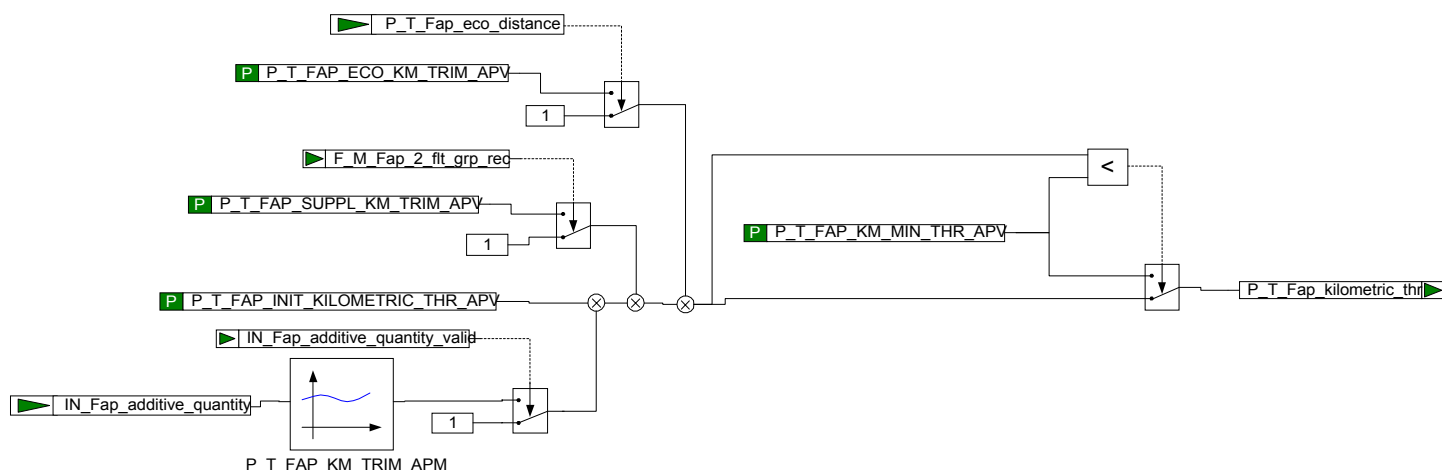 P_T_Fap_eco_distance
P P_T_FAP_ECO_KM_TRIM_APV
1
F_M_Fap_2_flt_grp_rec
<
P P_T_FAP_SUPPL_KM_TRIM_APV
P P_T_FAP_KM_MIN_THR_APV
1
P_T_Fap_kilometric_thr
P P_T_FAP_INIT_KILOMETRIC_THR_APV
IN_Fap_additive_quantity_valid
IN_Fap_additive_quantity
1
P_T_FAP_KM_TRIM_APM